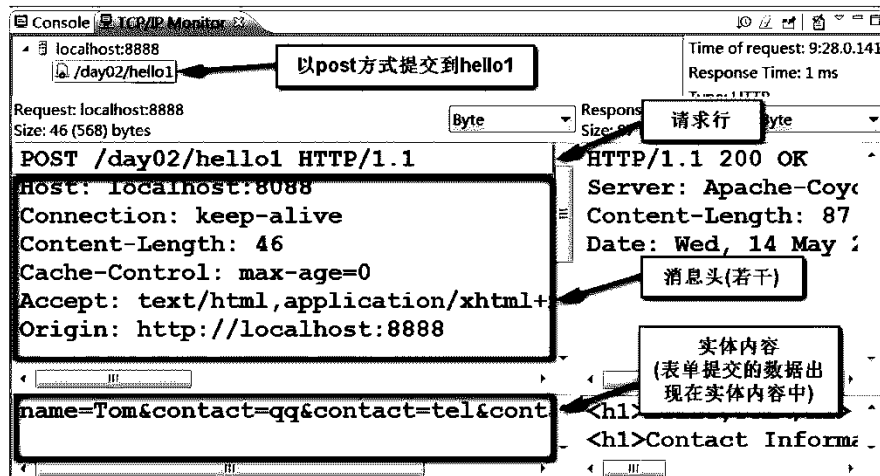 Console TCP/IP Monitor
localhost:8888
/day02/hello1
以post方式提交到hello1
Time of request: 9:28.0.141
Response Time: 1 ms
Request: localhost:8888
Size: 46 (568) bytes
Byte
请求行
POST /day02/hello1 HTTP/1.1
Host: localhost:8088
Connection: keep-alive
Content-Length: 46
Cache-Control: max-age=0
Accept: text/html,application/xhtml+
Origin: http://localhost:8888
HTTP/1.1 200 OK
Server: Apache-Coyo
Content-Length: 87
Date: Wed, 14 May
消息头(若干)
实体内容
(表单提交的数据出
现在实体内容中)
name=Tom&contact=qq&contact=tel&cont
<h1>
<h1>Contact Informa